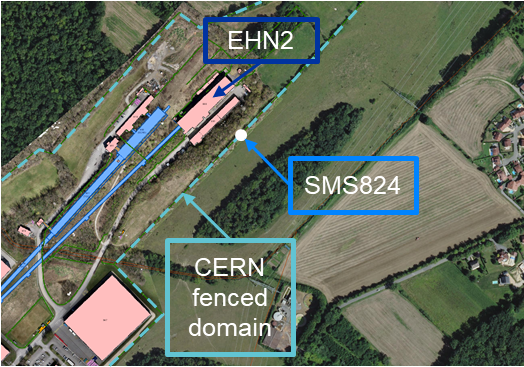 EHN2
SMS824
CERN
fenced
domain